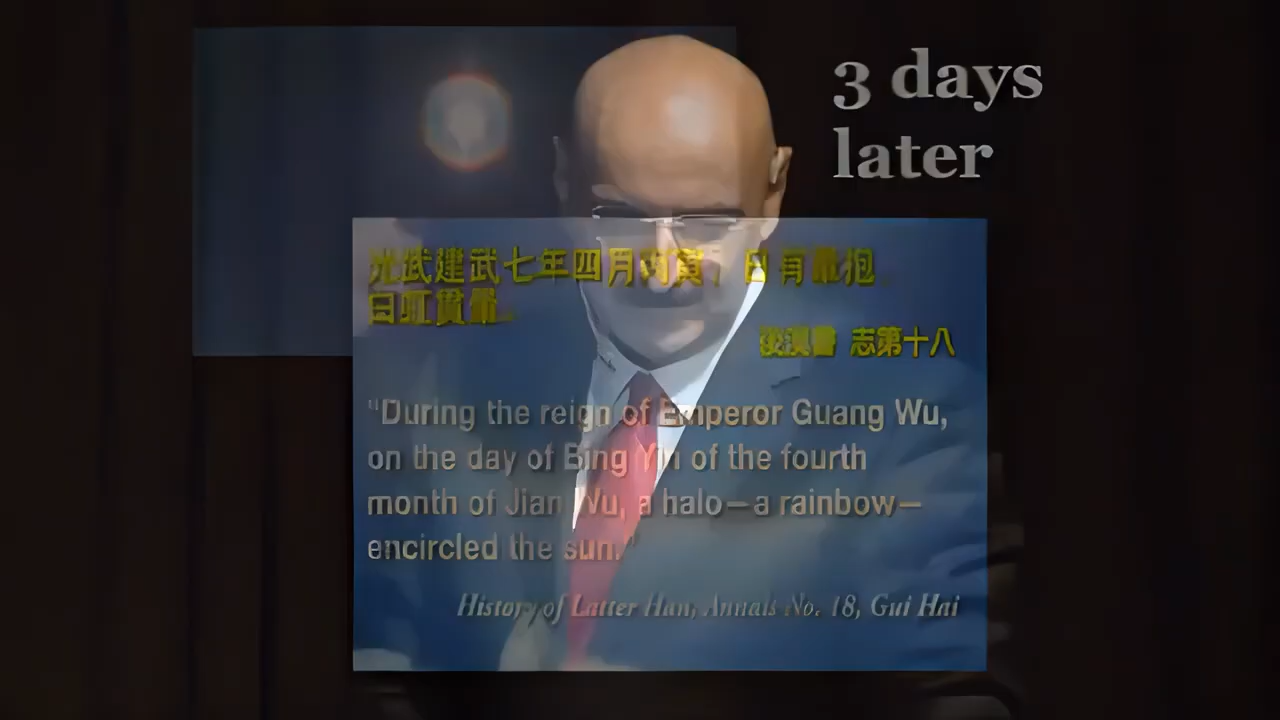 3 days
later
光武建武七年四月丙寅，日有暈抱，
白虹貫暈。
後漢書 志第十八
"During the reign of Emperor Guang Wu,
on the day of Bing Yin of the fourth
month of Jian Wu, a halo—a rainbow—
encircled the sun."
History of Latter Han, Annals No. 18, Gui Hai